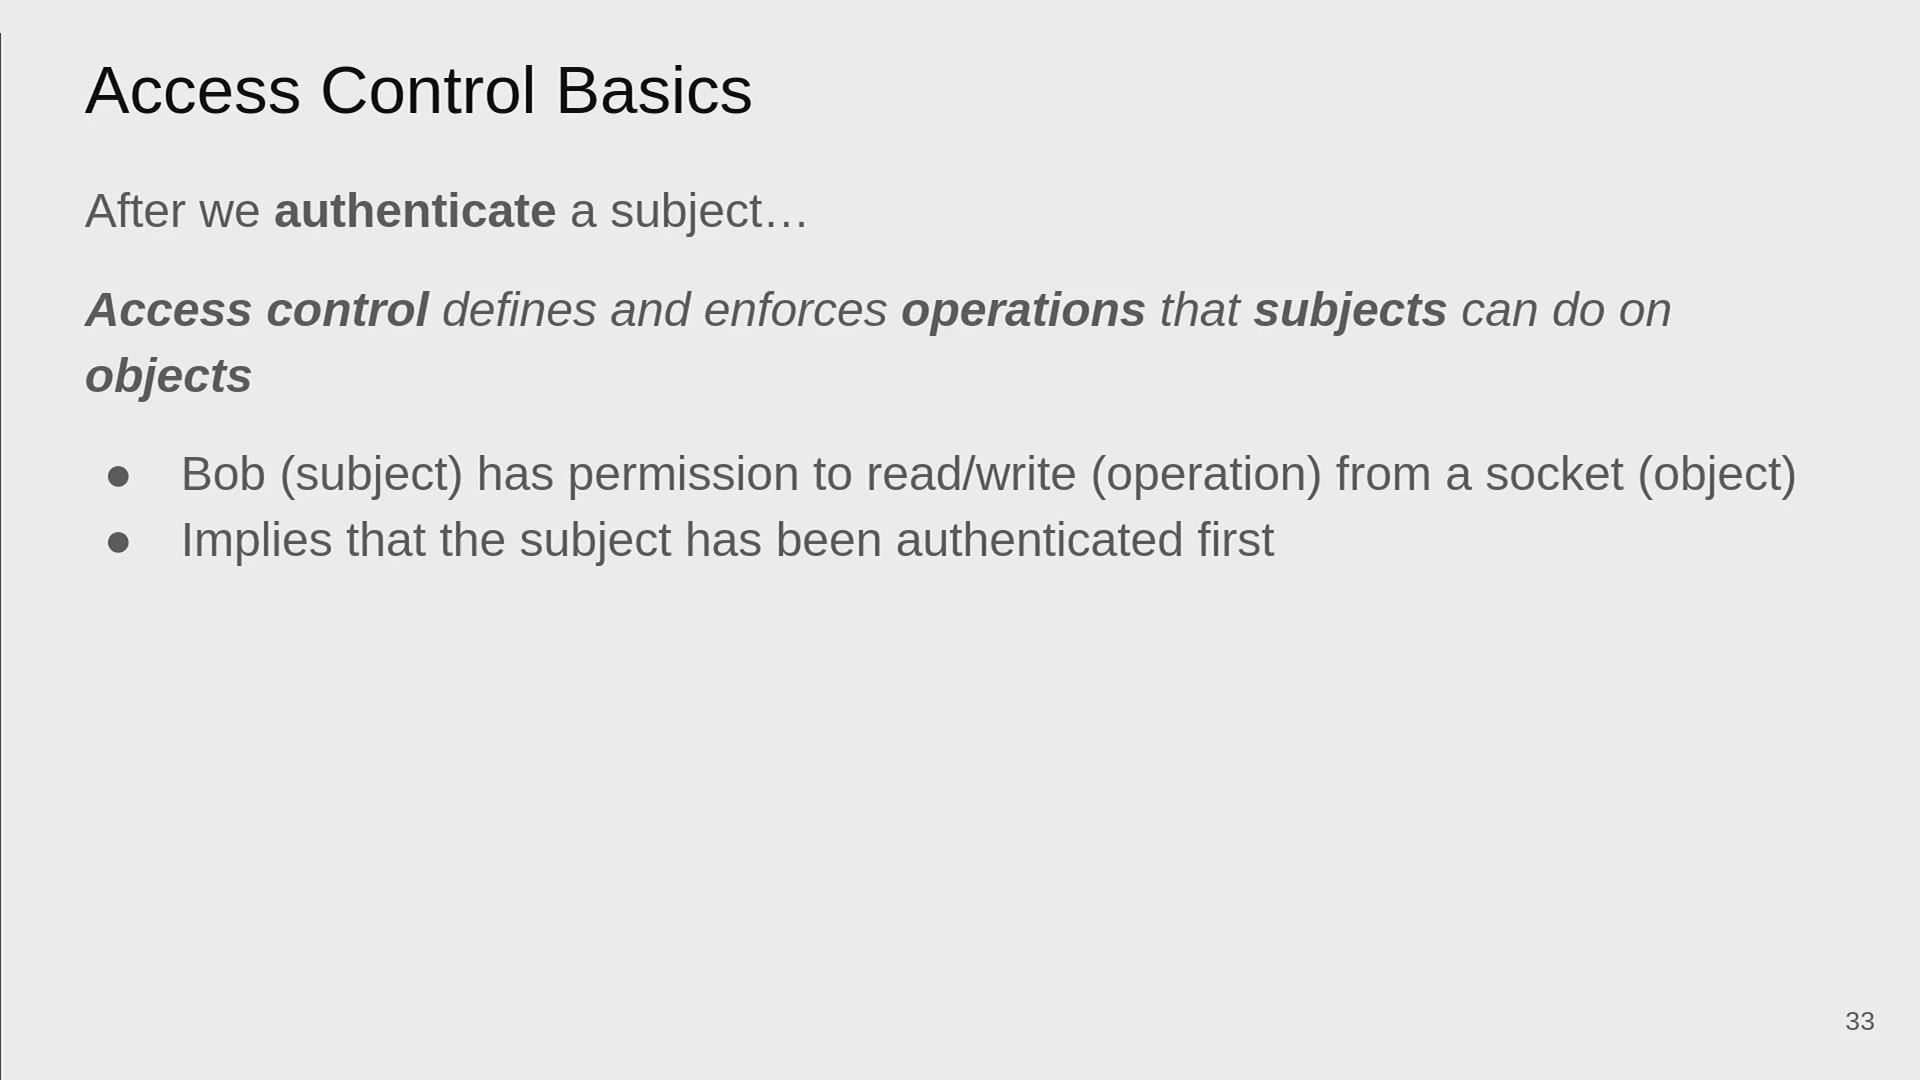 Access Control Basics
After we authenticate a subject…
Access control defines and enforces operations that subjects can do on
objects
● Bob (subject) has permission to read/write (operation) from a socket (object)
● Implies that the subject has been authenticated first
33